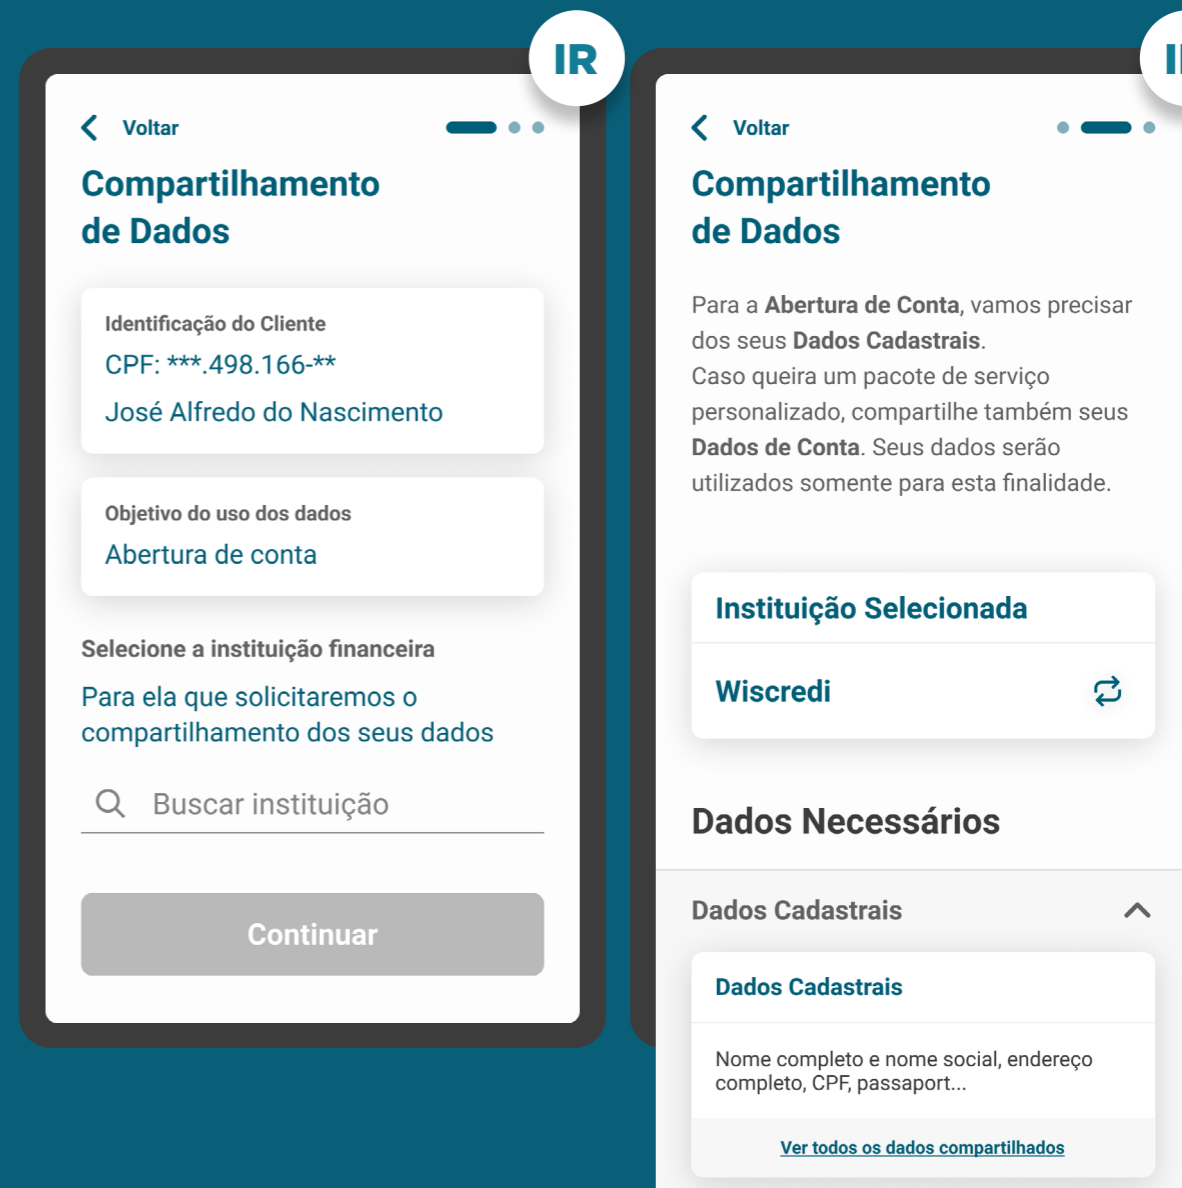 IR
Voltar
Compartilhamento
de Dados
Identificação do Cliente
CPF: ***.498.166-**
José Alfredo do Nascimento
Objetivo do uso dos dados
Abertura de conta
Selecione a instituição financeira
Para ela que solicitaremos o
compartilhamento dos seus dados
Buscar instituição
Continuar
Voltar
Compartilhamento
de Dados
Para a Abertura de Conta, vamos precisar
dos seus Dados Cadastrais.
Caso queira um pacote de serviço
personalizado, compartilhe também seus
Dados de Conta. Seus dados serão
utilizados somente para esta finalidade.
Instituição Selecionada
Wiscredi
Dados Necessários
Dados Cadastrais
Dados Cadastrais
Nome completo e nome social, endereço
completo, CPF, passaport...
Ver todos os dados compartilhados